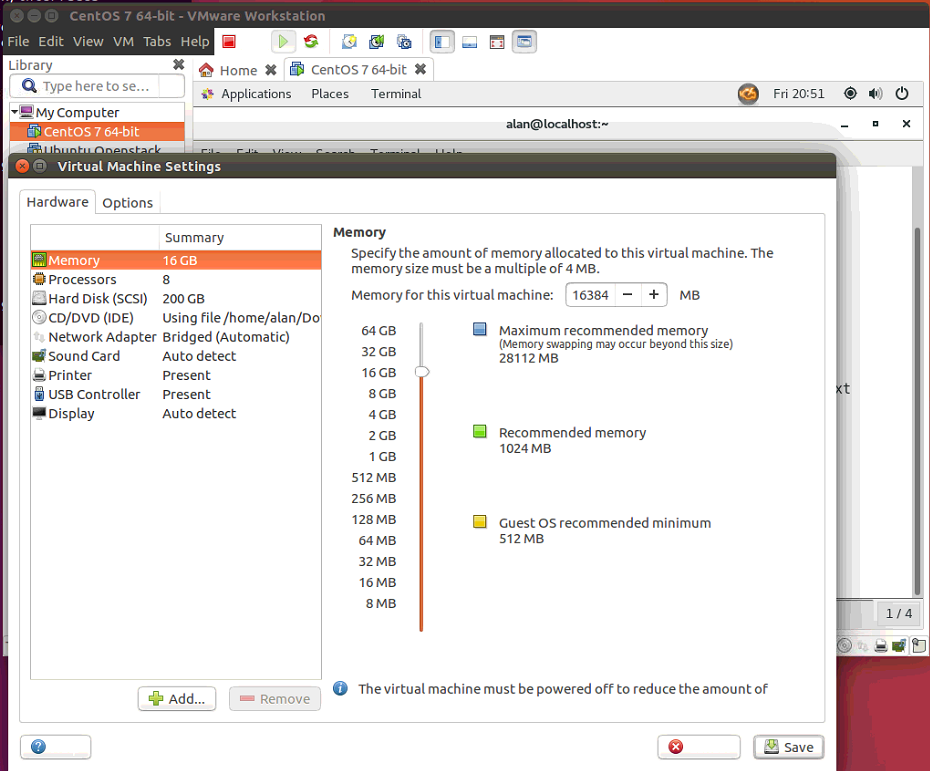 CentOS 7 64-bit - VMware Workstation
File Edit View VM Tabs Help
Library
Type here to se...
My Computer
CentOS 7 64-bit
Ubuntu Openstack
Home
CentOS 7 64-bit
Applications Places Terminal
Fri 20:51
alan@localhost:~
File Edit View Search Terminal Help
Virtual Machine Settings
Hardware Options
Summary
Memory 16 GB
Processors 8
Hard Disk (SCSI) 200 GB
CD/DVD (IDE) Using file /home/alan/Do
Network Adapter Bridged (Automatic)
Sound Card Auto detect
Printer Present
USB Controller Present
Display Auto detect
Add...
Remove
Memory
Specify the amount of memory allocated to this virtual machine. The
memory size must be a multiple of 4 MB.
Memory for this virtual machine: 16384 − + MB
64 GB
32 GB
16 GB
8 GB
4 GB
2 GB
1 GB
512 MB
256 MB
128 MB
64 MB
32 MB
16 MB
8 MB
Maximum recommended memory
(Memory swapping may occur beyond this size)
28112 MB
Recommended memory
1024 MB
Guest OS recommended minimum
512 MB
The virtual machine must be powered off to reduce the amount of
xt
1 / 4
Save